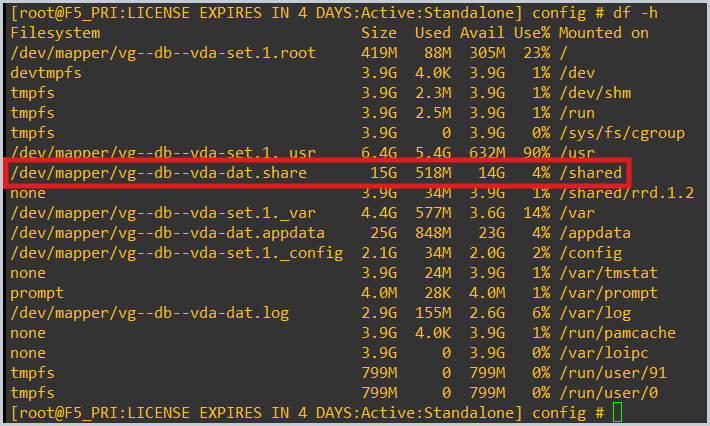 [root@F5_PRI:LICENSE EXPIRES IN 4 DAYS:Active:Standalone] config # df -h
Filesystem                       Size  Used Avail Use% Mounted on
/dev/mapper/vg--db--vda-set.1.root  419M   88M  305M  23% /
devtmpfs                         3.9G  4.0K  3.9G   1% /dev
tmpfs                            3.9G  2.3M  3.9G   1% /dev/shm
tmpfs                            3.9G  2.5M  3.9G   1% /run
tmpfs                            3.9G     0  3.9G   0% /sys/fs/cgroup
/dev/mapper/vg--db--vda-set.1._usr  6.4G  5.4G  632M  90% /usr
/dev/mapper/vg--db--vda-dat.share   15G  518M   14G   4% /shared
none                             3.9G   34M  3.9G   1% /shared/rrd.1.2
/dev/mapper/vg--db--vda-set.1._var  4.4G  577M  3.6G  14% /var
/dev/mapper/vg--db--vda-dat.appdata   25G  848M   23G   4% /appdata
/dev/mapper/vg--db--vda-set.1._config  2.1G   34M  2.0G   2% /config
none                             3.9G   24M  3.9G   1% /var/tmstat
prompt                           4.0M   28K  4.0M   1% /var/prompt
/dev/mapper/vg--db--vda-dat.log  2.9G  155M  2.6G   6% /var/log
none                             3.9G  4.0K  3.9G   1% /run/pamcache
none                             3.9G     0  3.9G   0% /var/loipc
tmpfs                            799M     0  799M   0% /run/user/91
tmpfs                            799M     0  799M   0% /run/user/0
[root@F5_PRI:LICENSE EXPIRES IN 4 DAYS:Active:Standalone] config #